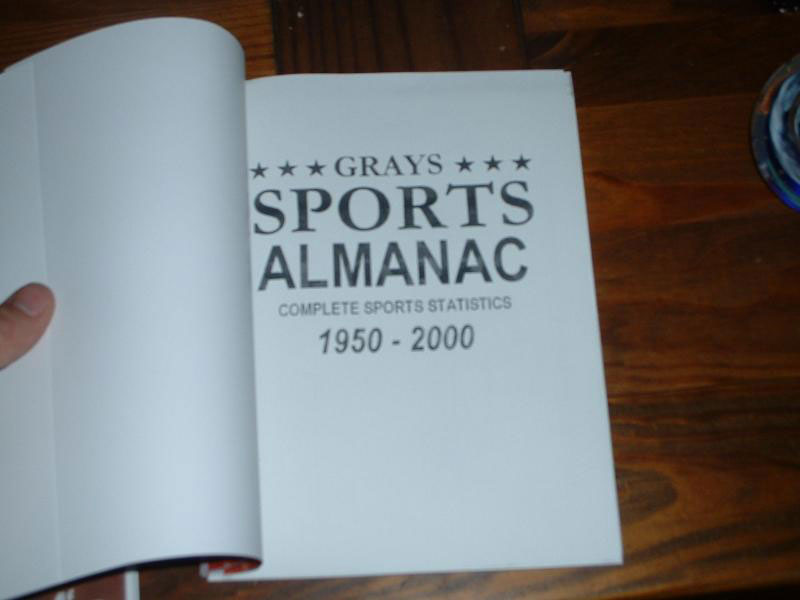 ★ ★ ★ GRAYS ★ ★ ★
SPORTS
ALMANAC
COMPLETE SPORTS STATISTICS
1950 - 2000